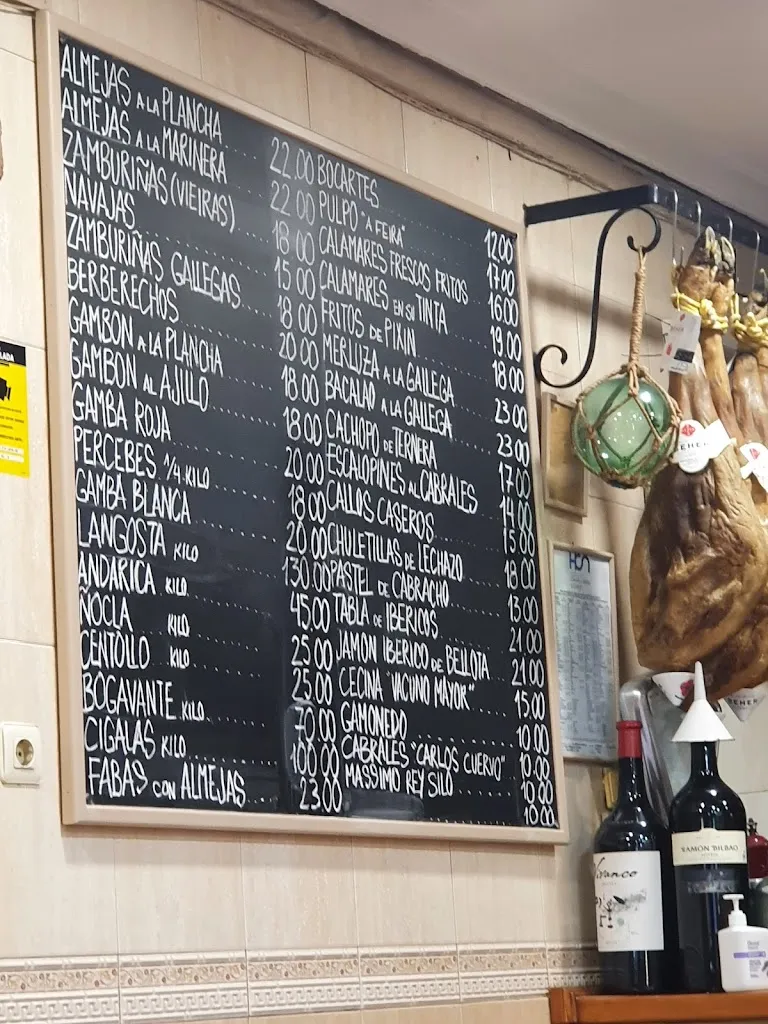 ALMEJAS A LA PLANCHA 22.00
ALMEJAS A LA MARINERA 22.00
ZAMBURIÑAS (VIEIRAS) 18.00
NAVAJAS 15.00
ZAMBURIÑAS GALLEGAS 18.00
BERBERECHOS 20.00
GAMBON A LA PLANCHA 18.00
GAMBON AL AJILLO 18.00
GAMBA ROJA 20.00
PERCEBES 1/4 KILO 18.00
GAMBA BLANCA 20.00
LANGOSTA KILO 130.00
ANDARICA KILO 45.00
ÑOCLA KILO 25.00
CENTOLLO KILO 25.00
BOGAVANTE KILO 70.00
CIGALAS KILO 100.00
FABAS CON ALMEJAS 23.00
BOCARTES 12.00
PULPO "A FEIRA" 17.00
CALAMARES FRESCOS FRITOS 16.00
CALAMARES EN SU TINTA 19.00
FRITOS DE PIXIN 18.00
MERLUZA A LA GALLEGA 23.00
BACALAO A LA GALLEGA 23.00
CACHOPO DE TERNERA 17.00
ESCALOPINES AL CABRALES 14.00
CALLOS CASEROS 15.00
CHULETILLAS DE LECHAZO 18.00
PASTEL DE CABRACHO 13.00
TABLA DE IBERICOS 21.00
JAMON IBERICO DE BELLOTA 21.00
CECINA "VACUNO MAYOR" 15.00
GAMONEDO 10.00
CABRALES "CARLOS CUERVO" 10.00
MASSIMO REY SILO 10.00
BEHER
Vivanco
RAMÓN BILBAO